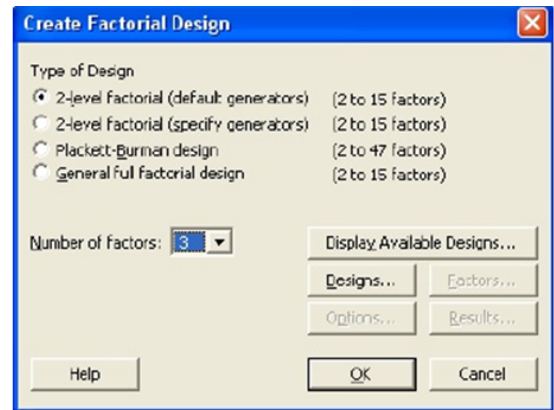 Create Factorial Design
Type of Design
2-level factorial (default generators) (2 to 15 factors)
2-level factorial (specify generators) (2 to 15 factors)
Plackett-Burman design (2 to 47 factors)
General full factorial design (2 to 15 factors)
Number of factors: 3
Display Available Designs...
Designs... Factors...
Options... Results...
Help OK Cancel